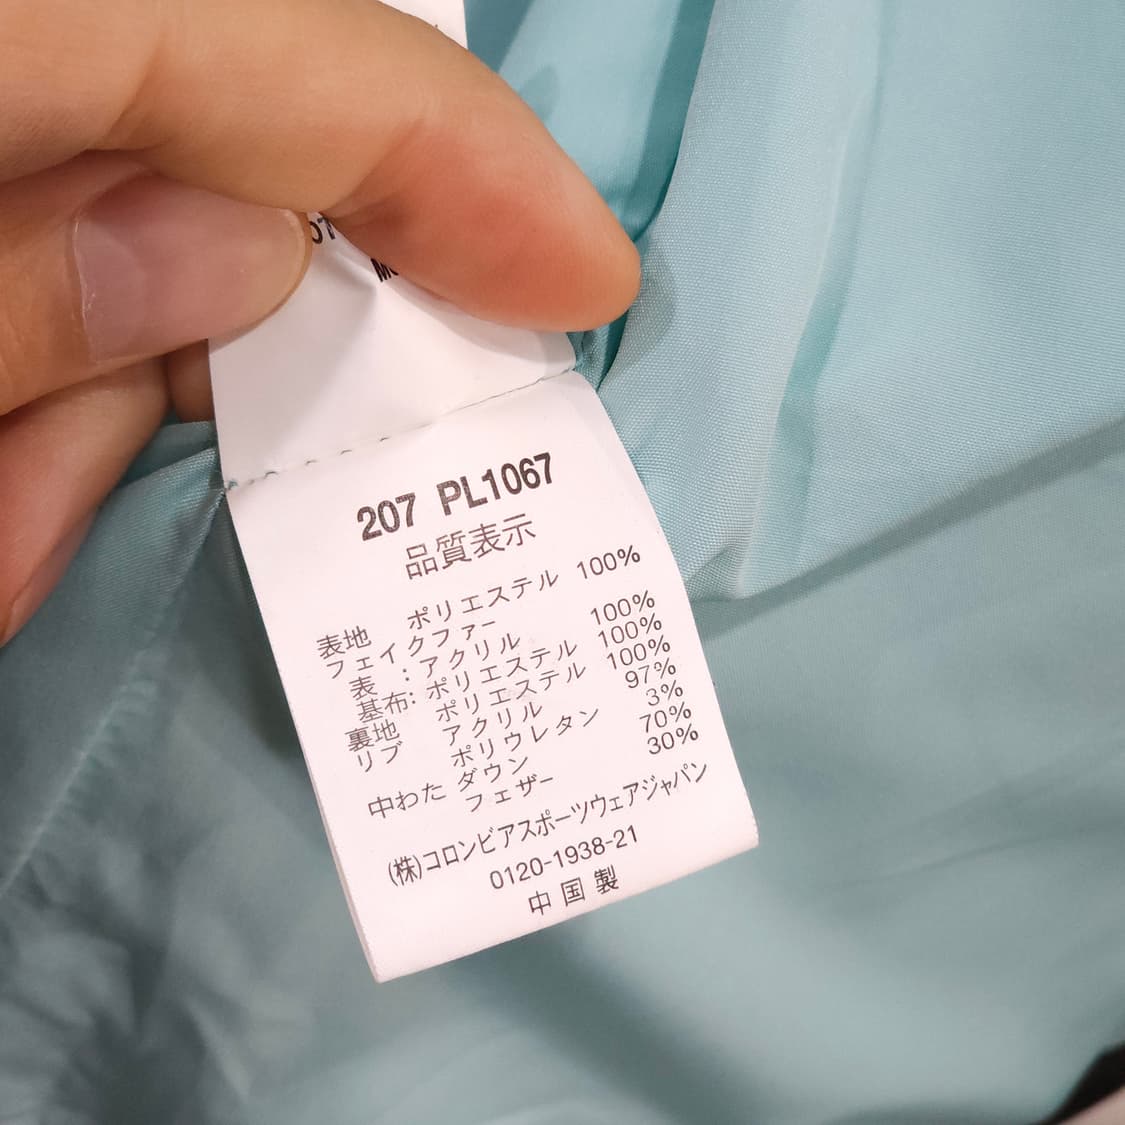 207 PL1067
品質表示
表地 ポリエステル 100%
フェイクファー
表 : アクリル 100%
基布: ポリエステル 100%
裏地 ポリエステル 100%
リブ アクリル 97%
ポリウレタン 3%
中わた ダウン 70%
フェザー 30%
(株)コロンビアスポーツウェアジャパン
0120-1938-21
中国製